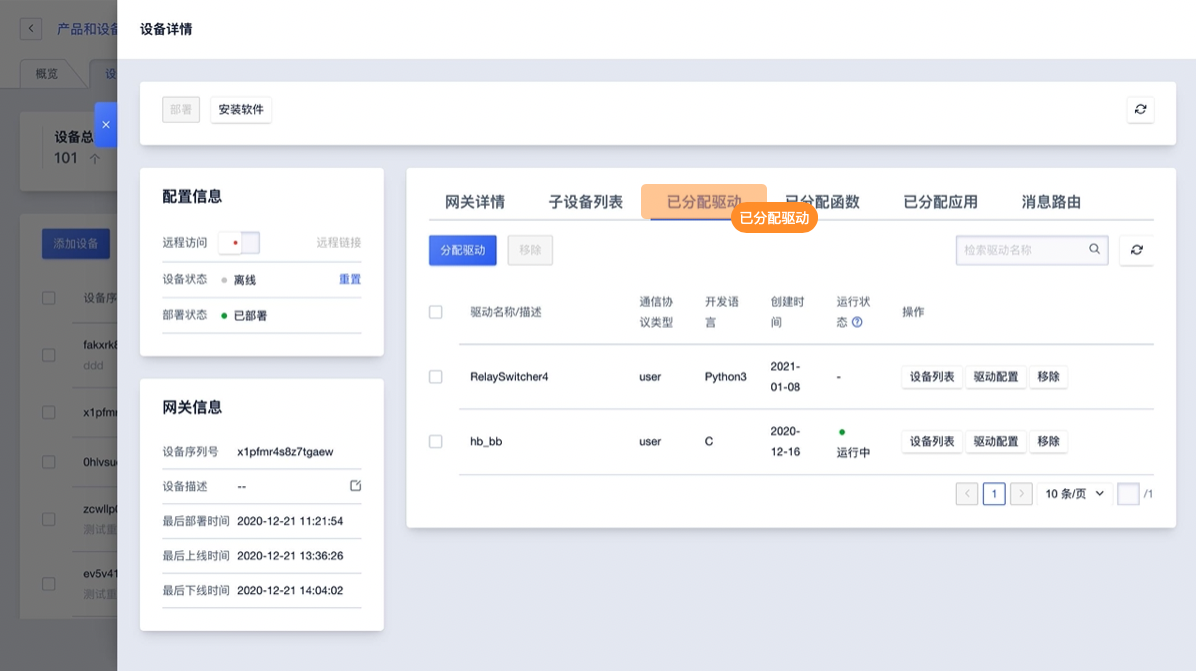 产品和设备
设备详情
概览
设
设备总
101 个
部署
安装软件
添加设备
设备序
fakxrk8
ddd
x1pfmr
0hlvsu
zcwllp
测试重
ev5v41
测试重
配置信息
远程访问
远程链接
设备状态
离线
重置
部署状态
已部署
网关信息
设备序列号 x1pfmr4s8z7tgaew
设备描述 --
最后部署时间 2020-12-21 11:21:54
最后上线时间 2020-12-21 13:36:26
最后下线时间 2020-12-21 14:04:02
网关详情 子设备列表 已分配驱动 已分配函数 已分配应用 消息路由
已分配驱动
分配驱动 移除 检索驱动名称
驱动名称/描述 通信协议类型 开发语言 创建时间 运行状态 操作
RelaySwitcher4 user Python3 2021-01-08 - 设备列表 驱动配置 移除
hb_bb user C 2020-12-16 运行中 设备列表 驱动配置 移除
1 10 条/页 /1